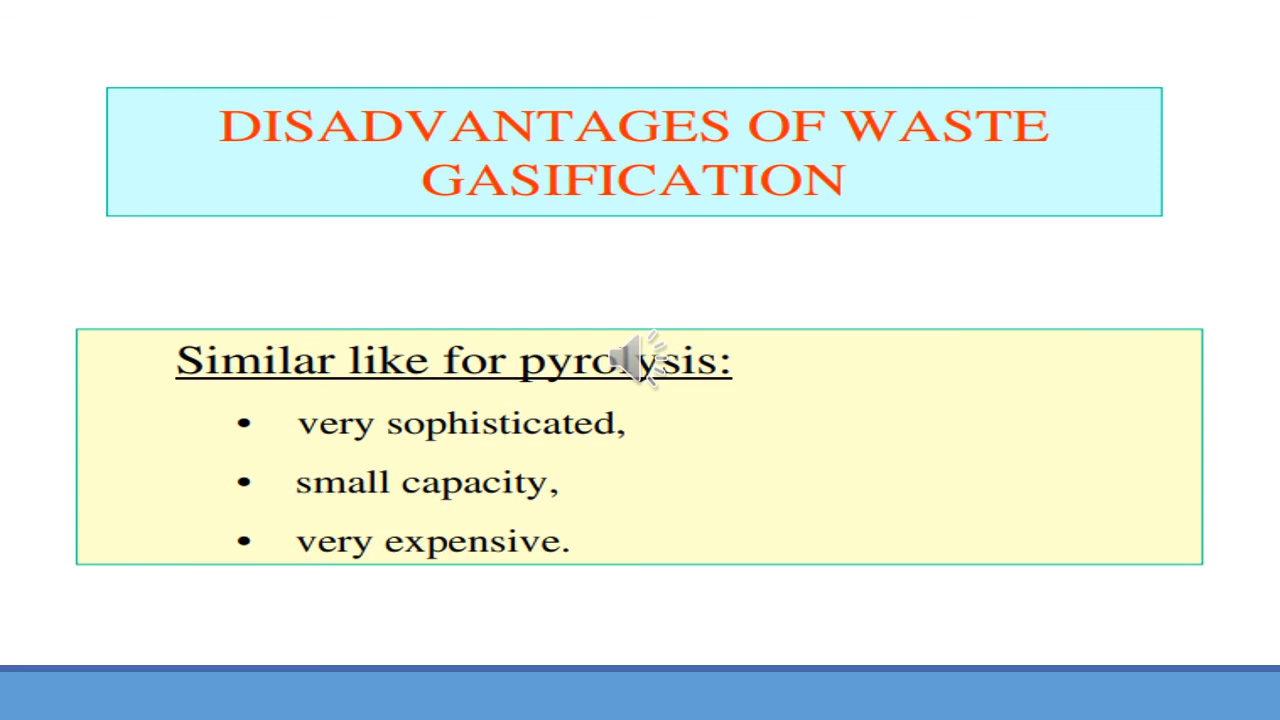 DISADVANTAGES OF WASTE
GASIFICATION
Similar like for pyrolysis:
• very sophisticated,
• small capacity,
• very expensive.